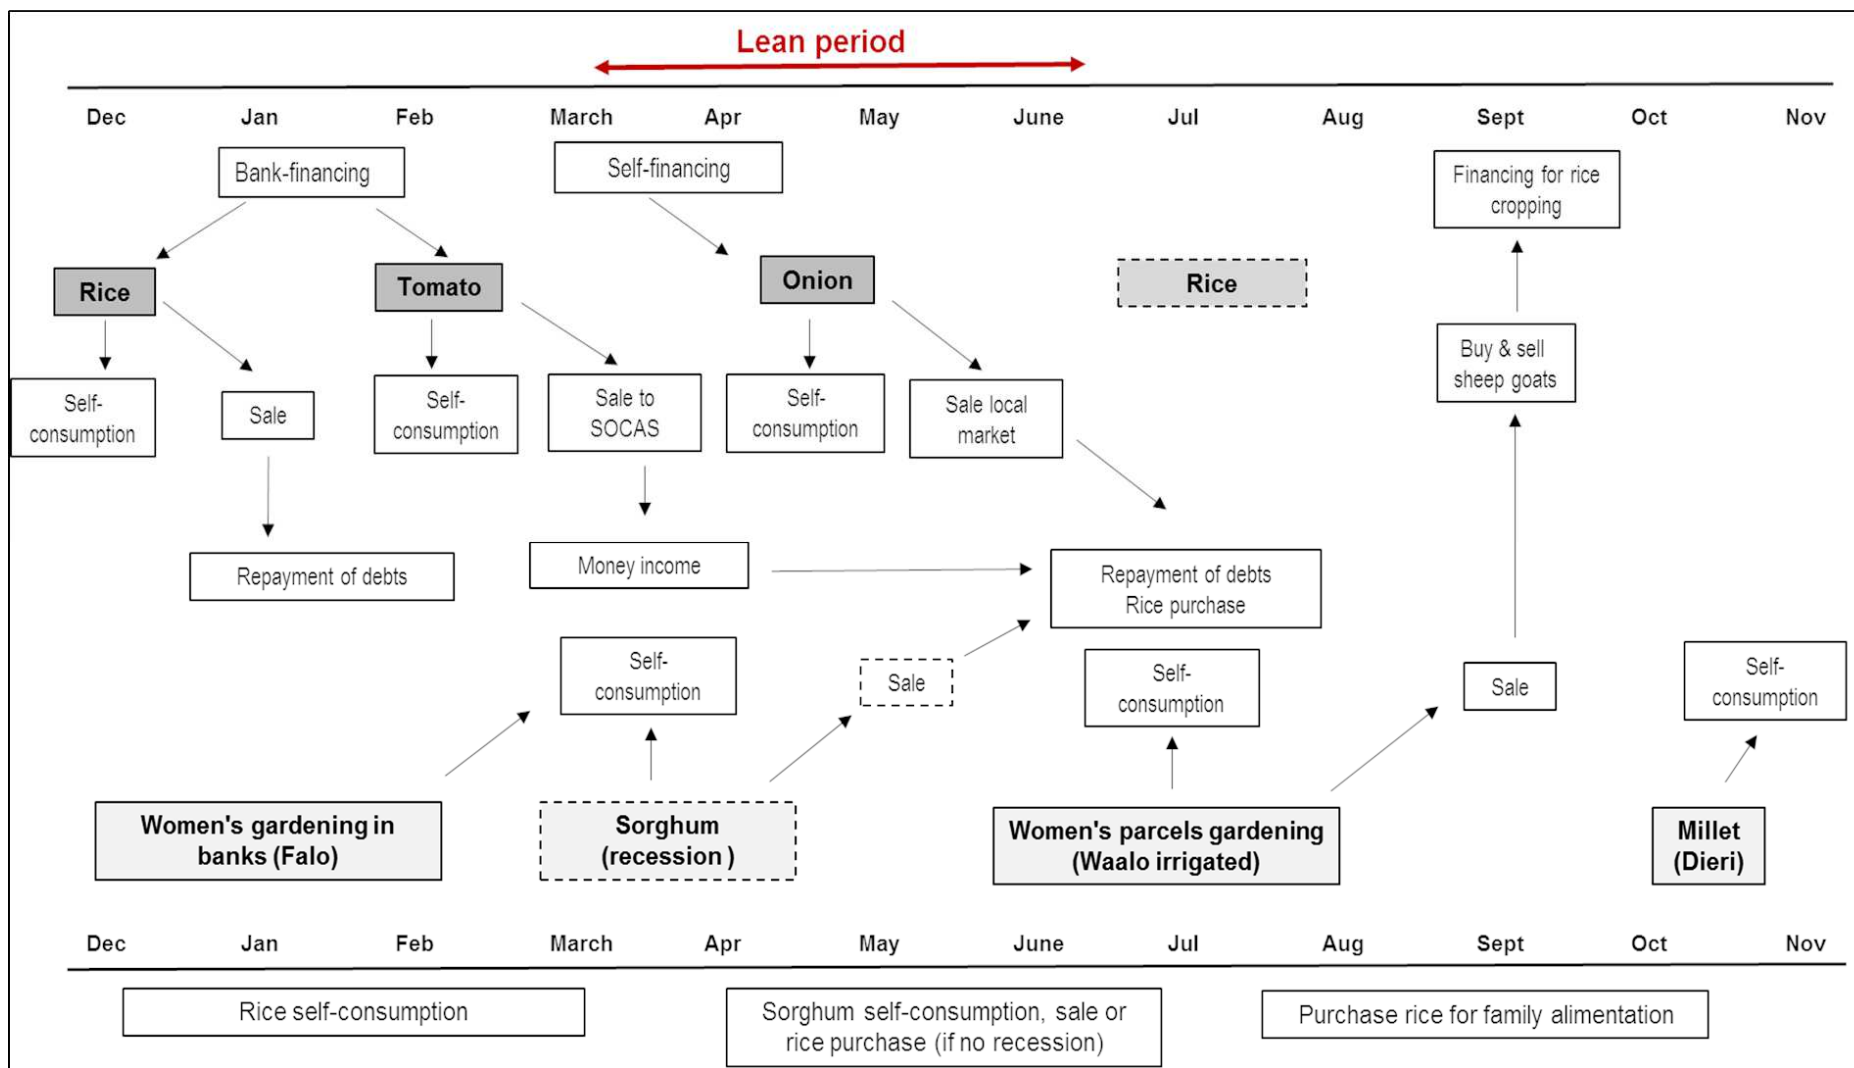 Lean period
Dec Jan Feb March Apr May June Jul Aug Sept Oct Nov
Bank-financing
Self-financing
Financing for rice
cropping
Rice
Tomato
Onion
Rice
Buy & sell
sheep goats
Self-
consumption
Sale
Self-
consumption
Sale to
SOCAS
Self-
consumption
Sale local
market
Repayment of debts
Money income
Repayment of debts
Rice purchase
Self-
consumption
Sale
Self-
consumption
Sale
Self-
consumption
Women's gardening in
banks (Falo)
Sorghum
(recession )
Women's parcels gardening
(Waalo irrigated)
Millet
(Dieri)
Dec Jan Feb March Apr May June Jul Aug Sept Oct Nov
Rice self-consumption
Sorghum self-consumption, sale or
rice purchase (if no recession)
Purchase rice for family alimentation